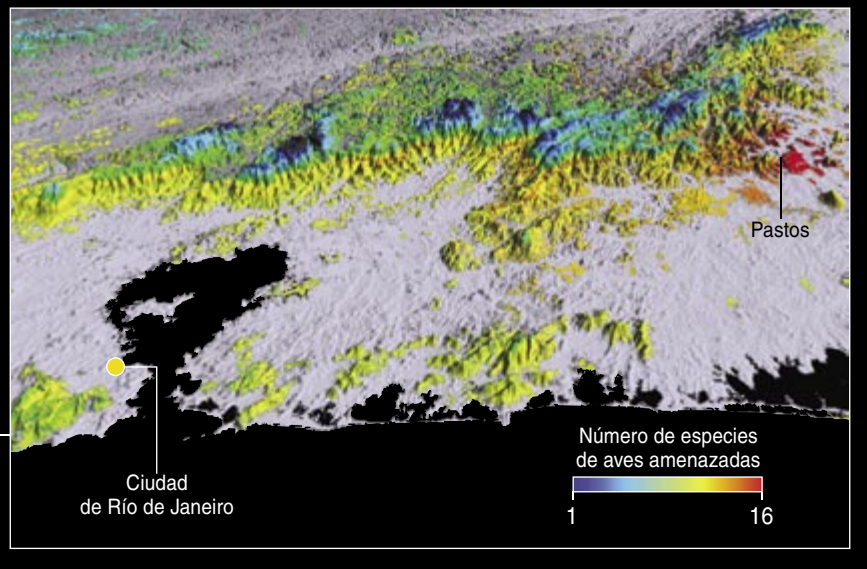 Pastos
Ciudad
de Río de Janeiro
Número de especies
de aves amenazadas
1
16